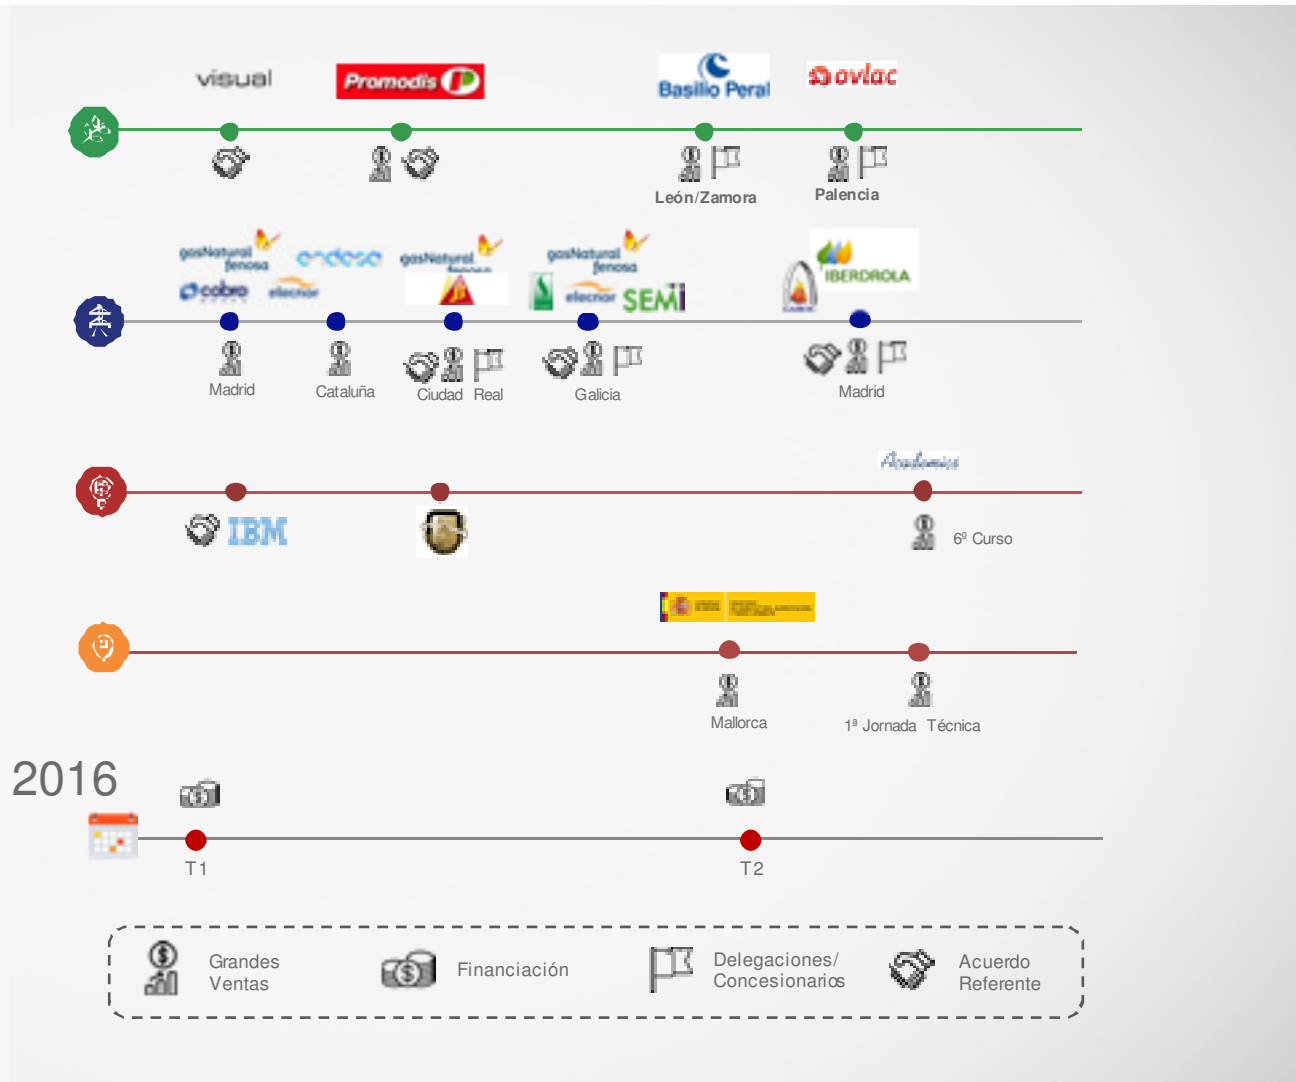 visual
Promodis
Basilio Peral
ovlac
León/Zamora
Palencia
gasNatural
fenosa
endesa
gasNatural
fenosa
gasNatural
fenosa
IBERDROLA
cobra
elecnor
elecnor
SEMI
Madrid
Cataluña
Ciudad Real
Galicia
Madrid
Academics
IBM
6º Curso
Mallorca
1ª Jornada Técnica
2016
T1
T2
Grandes
Ventas
Financiación
Delegaciones/
Concesionarios
Acuerdo
Referente